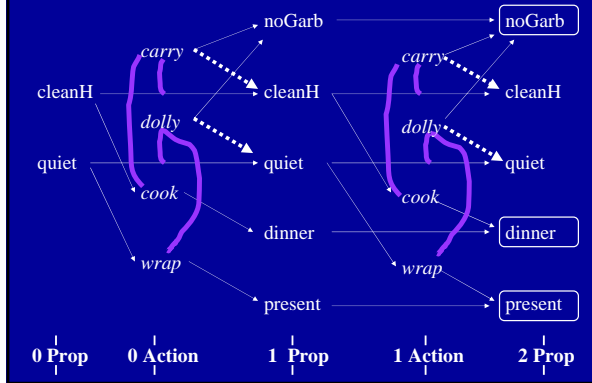 noGarb noGarb
carry carry
cleanH cleanH cleanH
dolly dolly
quiet quiet quiet
cook cook
dinner dinner
wrap wrap
present present
0 Prop 0 Action 1 Prop 1 Action 2 Prop